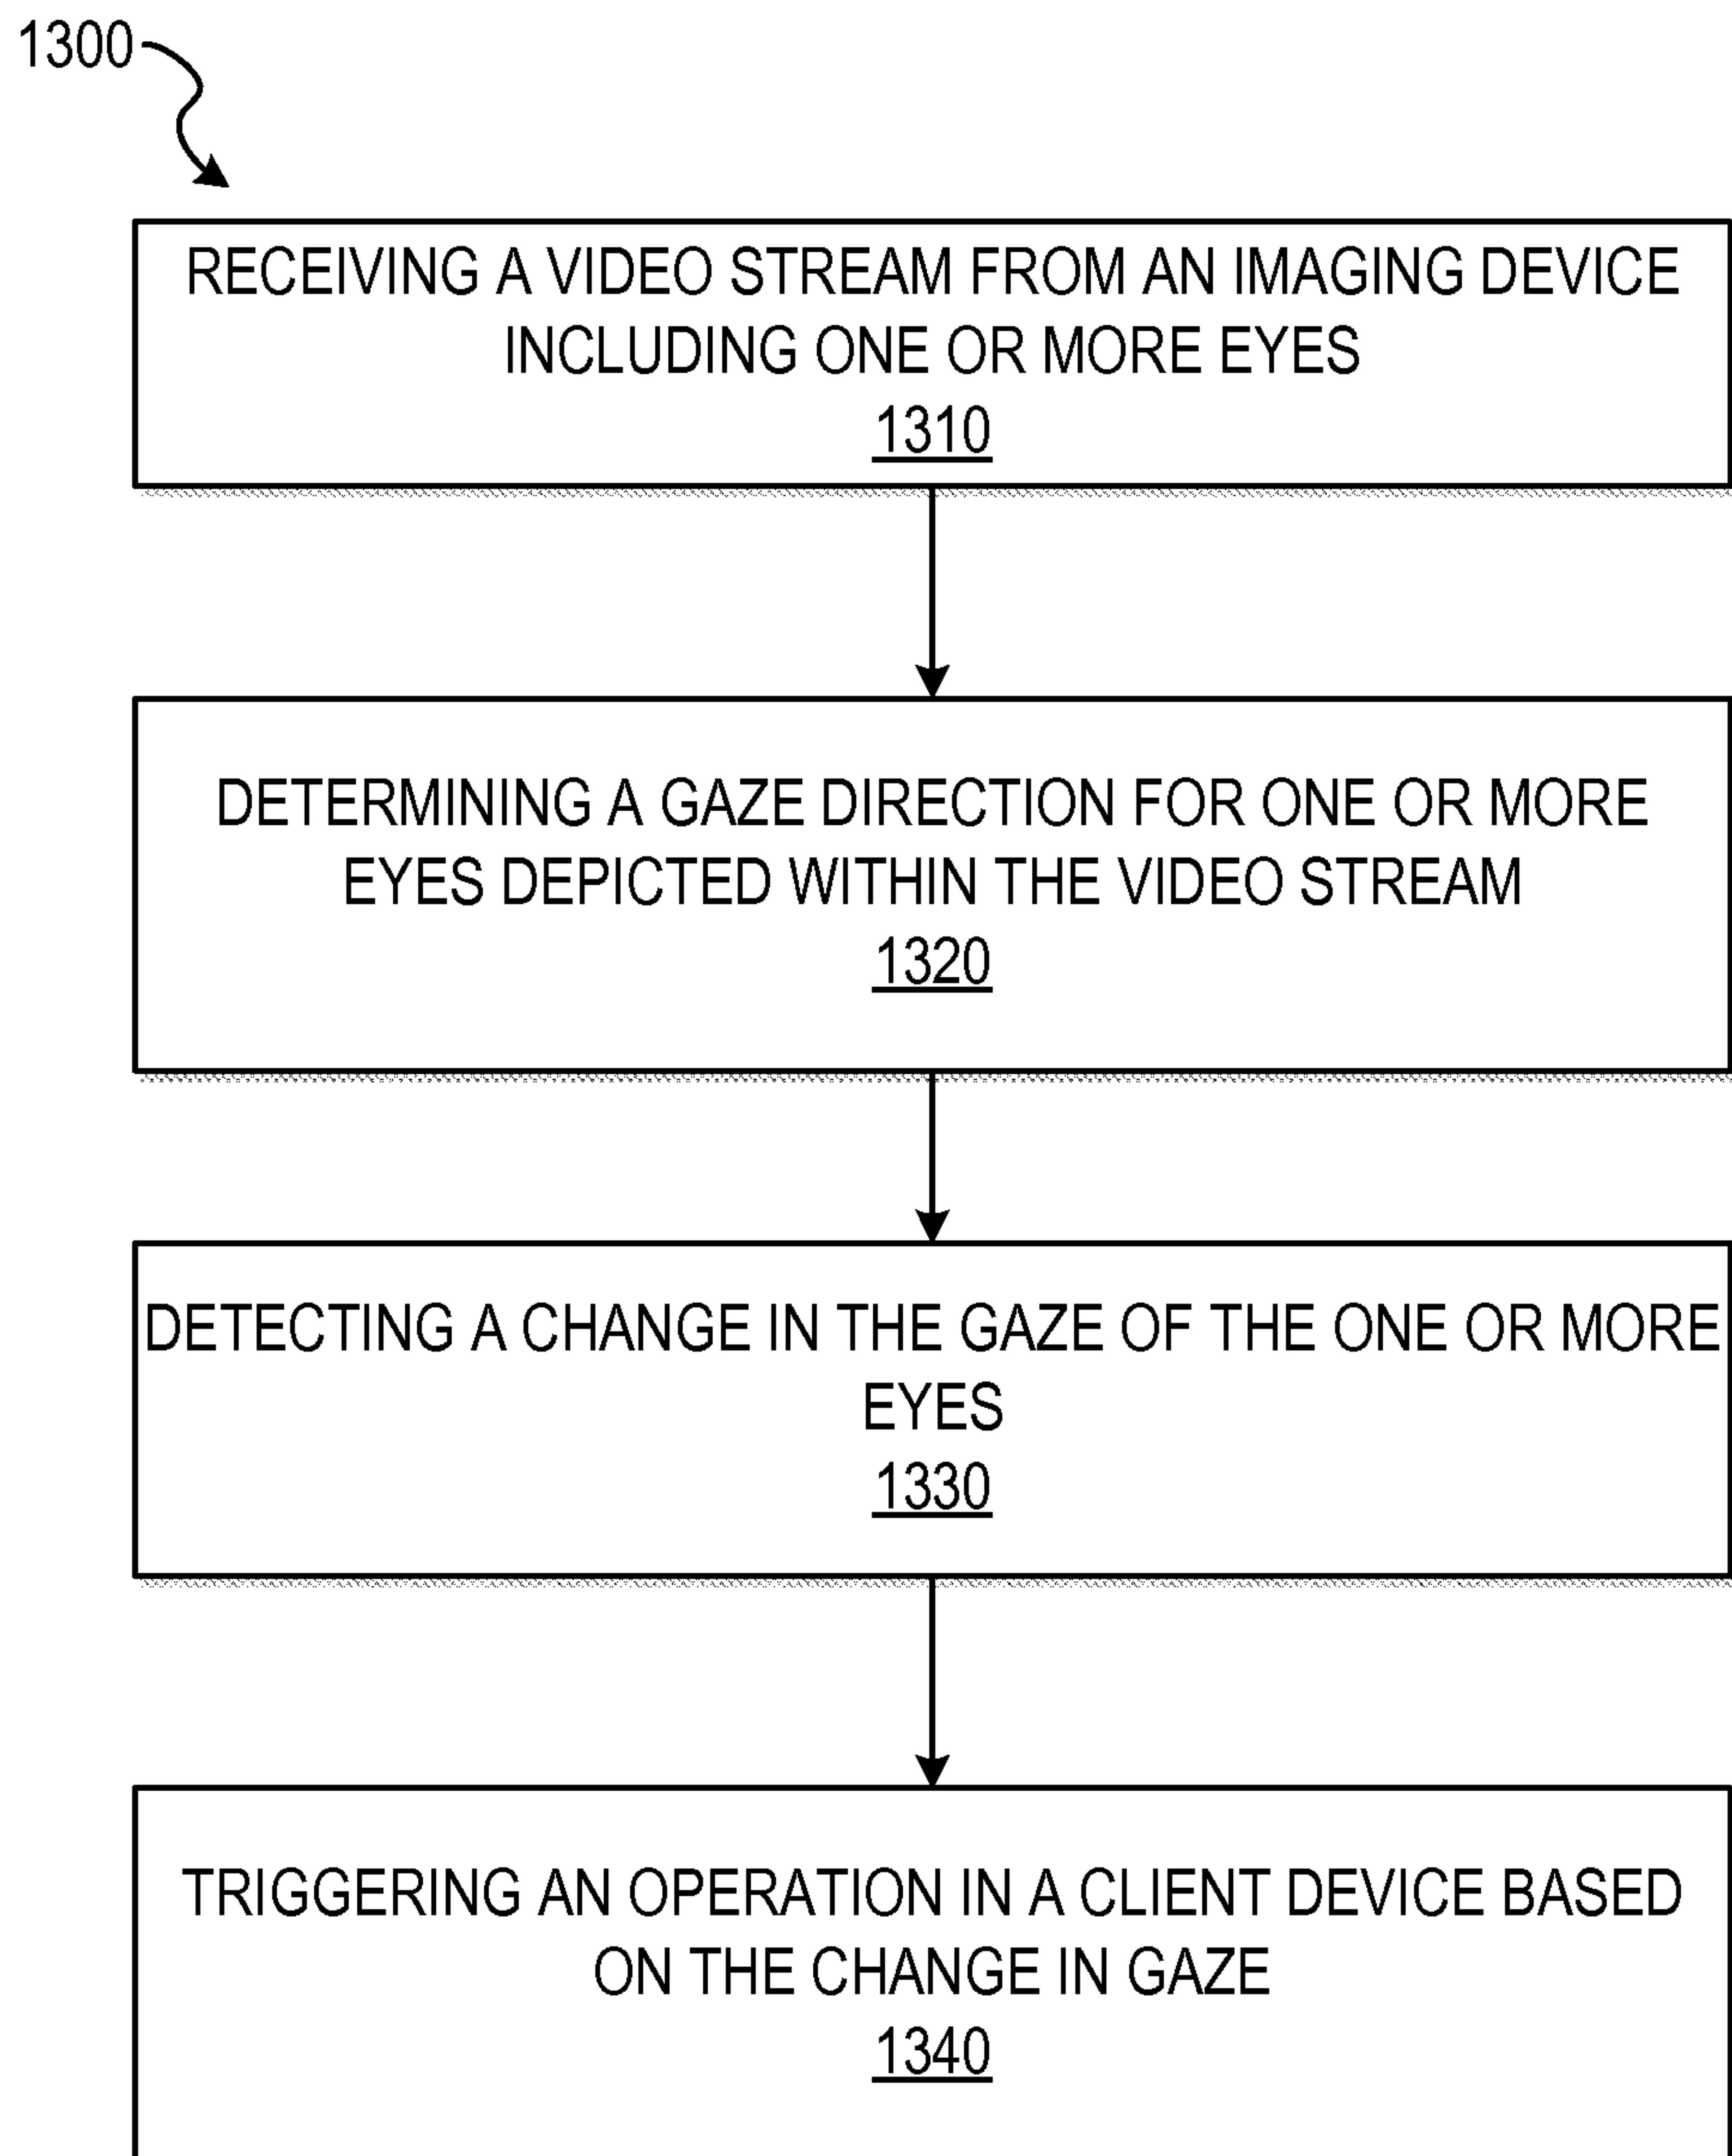 1300
RECEIVING A VIDEO STREAM FROM AN IMAGING DEVICE
INCLUDING ONE OR MORE EYES
1310
DETERMINING A GAZE DIRECTION FOR ONE OR MORE
EYES DEPICTED WITHIN THE VIDEO STREAM
1320
DETECTING A CHANGE IN THE GAZE OF THE ONE OR MORE
EYES
1330
TRIGGERING AN OPERATION IN A CLIENT DEVICE BASED
ON THE CHANGE IN GAZE
1340